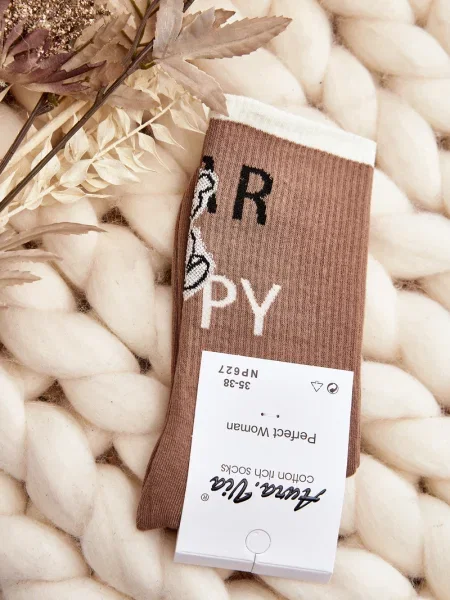 AR
PY
Aura.Via®
cotton rich socks
Perfect Woman
35-38
NP627